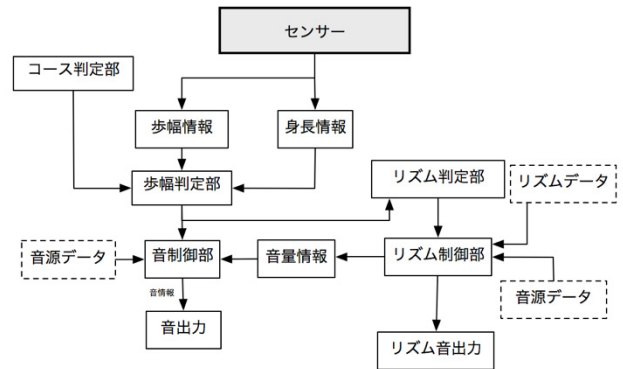 センサー
コース判定部
歩幅情報
身長情報
歩幅判定部
リズム判定部
リズムデータ
音源データ
音制御部
音量情報
リズム制御部
音源データ
音情報
音出力
リズム音出力